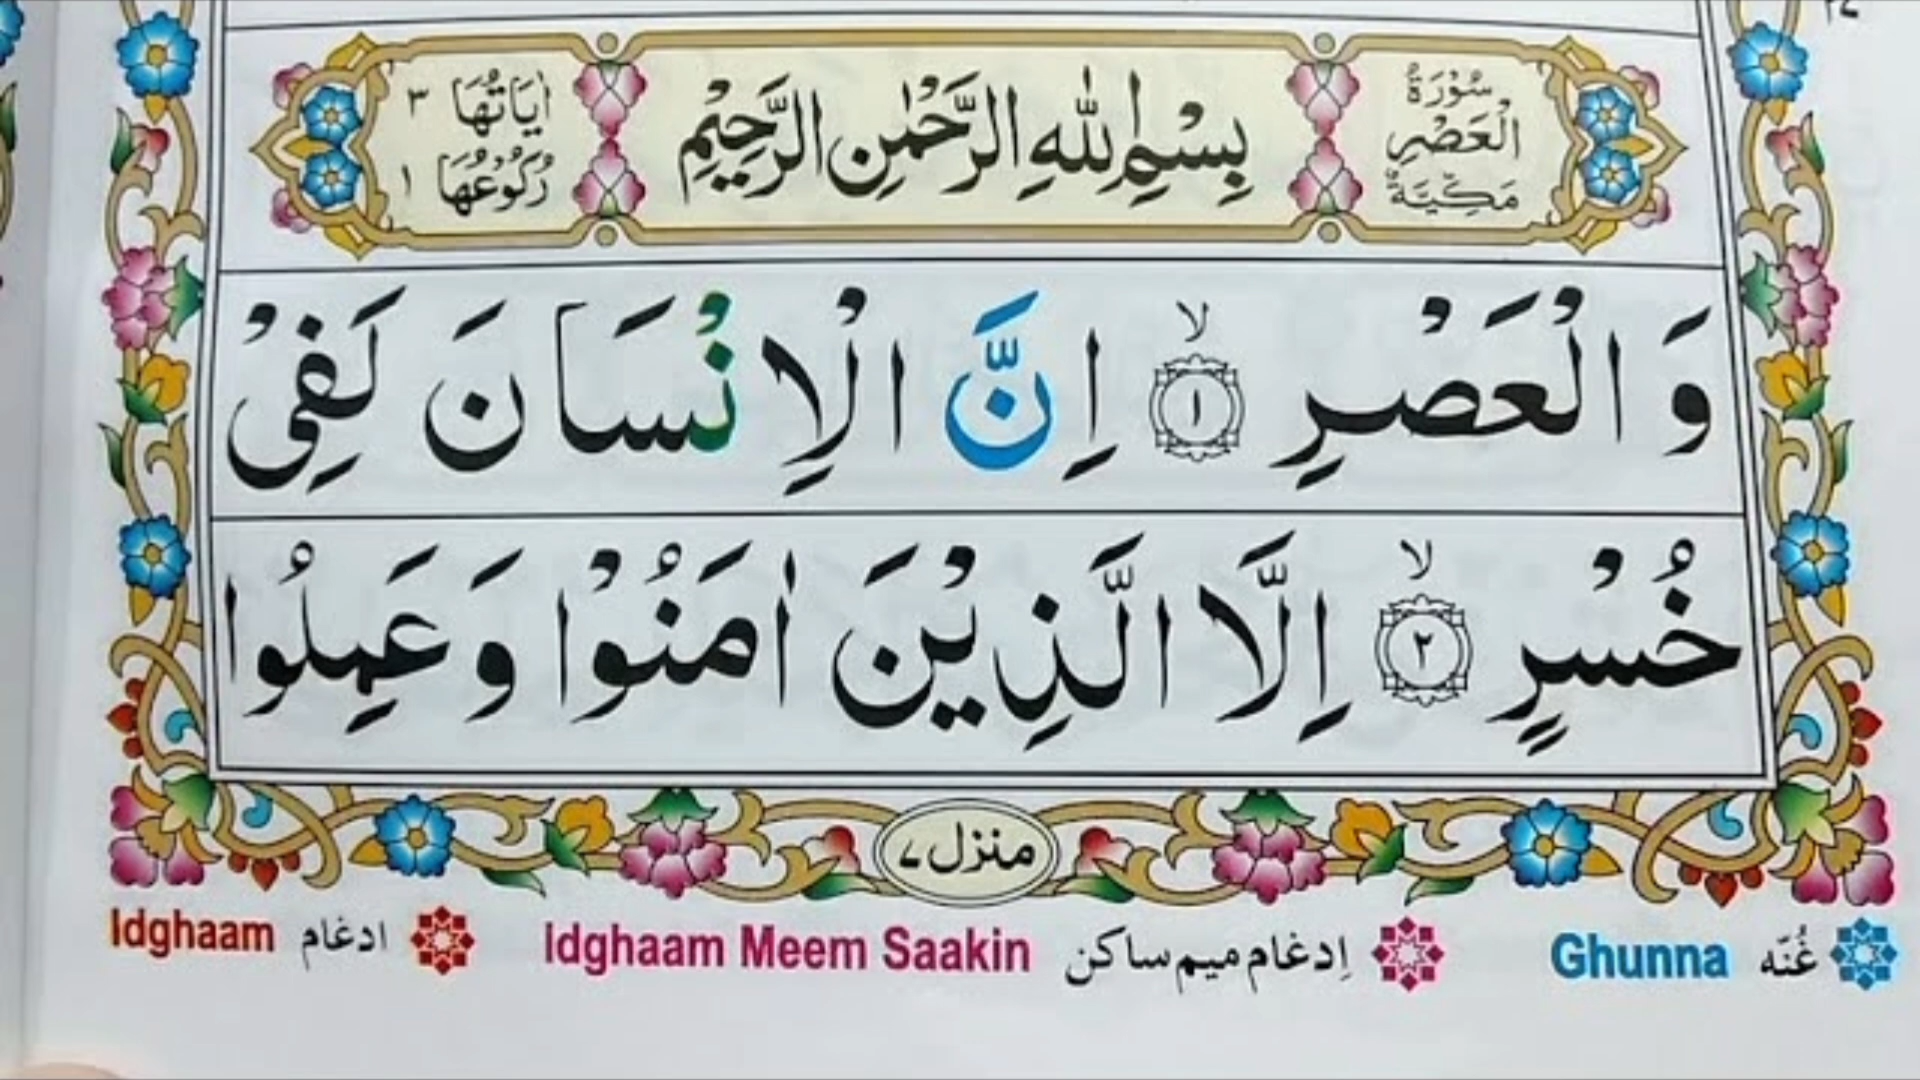 سُوْرَةُ الْعَصْرِ مَكِّيَّةٌ
بِسْمِ اللّٰهِ الرَّحْمٰنِ الرَّحِيْمِ
اٰيَاتُهَا ٣
رُكُوْعُهَا ١
وَ الْعَصْرِ ۙ﴿١﴾ اِنَّ الْاِنْسَانَ لَفِيْ
خُسْرٍ ۙ﴿٢﴾ اِلَّا الَّذِيْنَ اٰمَنُوْا وَ عَمِلُوا
منزل ٧
Idghaam ادغام Idghaam Meem Saakin اِدغام میم ساکن Ghunna غُنّه